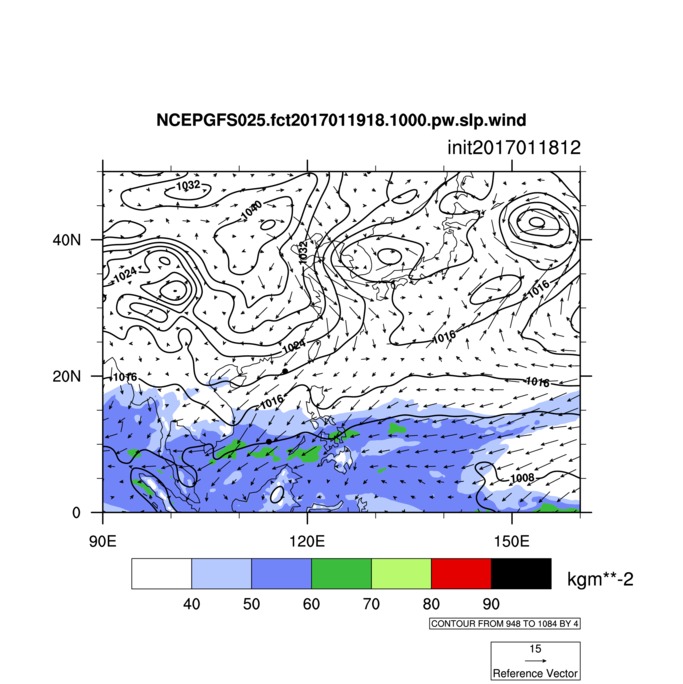 NCEPGFS025.fct2017011918.1000.pw.slp.wind
init2017011812
1032
1040
40N
1032
1024
1016
1024
1016
20N
1016
1016
1016
1008
0
90E 120E 150E
40 50 60 70 80 90
kgm**-2
CONTOUR FROM 948 TO 1084 BY 4
15
Reference Vector